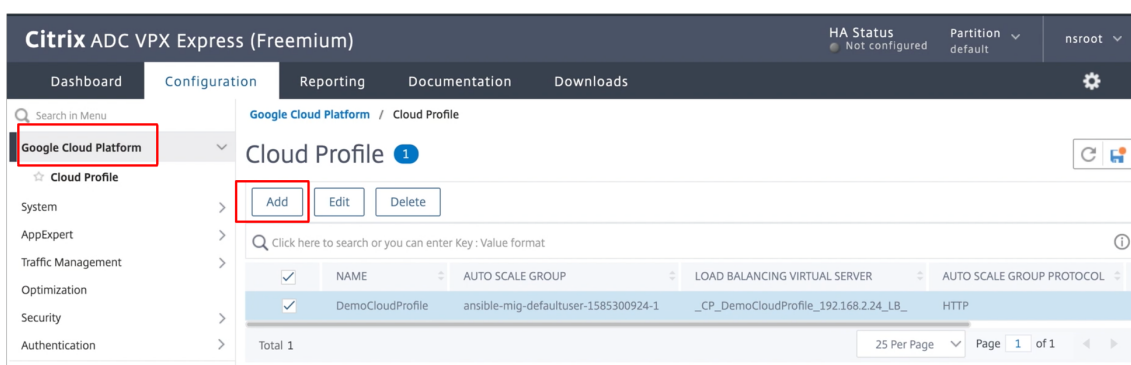 Citrix ADC VPX Express (Freemium)
HA Status
Not configured
Partition
default
nsroot
Dashboard
Configuration
Reporting
Documentation
Downloads
Search in Menu
Google Cloud Platform
Cloud Profile
System
AppExpert
Traffic Management
Optimization
Security
Authentication
Google Cloud Platform / Cloud Profile
Cloud Profile 1
Add
Edit
Delete
Click here to search or you can enter Key : Value format
NAME AUTO SCALE GROUP LOAD BALANCING VIRTUAL SERVER AUTO SCALE GROUP PROTOCOL
DemoCloudProfile ansible-mig-defaultuser-1585300924-1 _CP_DemoCloudProfile_192.168.2.24_LB_ HTTP
Total 1
25 Per Page
Page 1 of 1